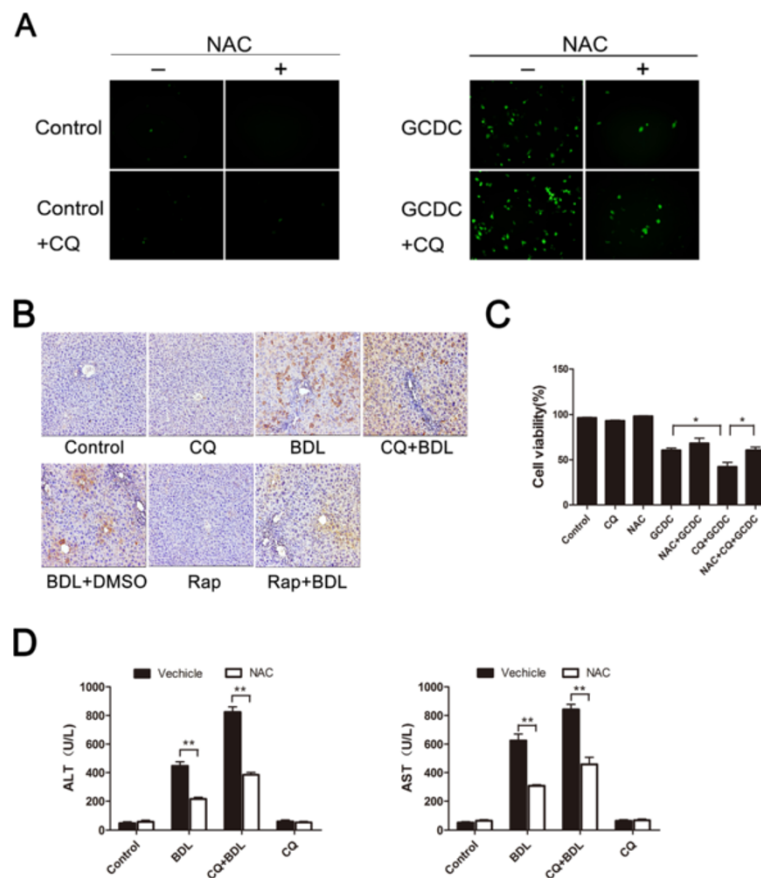 A
NAC
− +
Control
Control
+CQ
NAC
− +
GCDC
GCDC
+CQ
B
Control CQ BDL CQ+BDL
BDL+DMSO Rap Rap+BDL
C
Cell viability(%)
150
100
50
0
* *
Control CQ NAC GCDC NAC+GCDC CQ+GCDC NAC+CQ+GCDC
D
Vechicle NAC
ALT (U/L)
1000
800
600
400
200
0
** **
Control BDL CQ+BDL CQ
Vechicle NAC
AST (U/L)
1000
800
600
400
200
0
** **
Control BDL CQ+BDL CQ